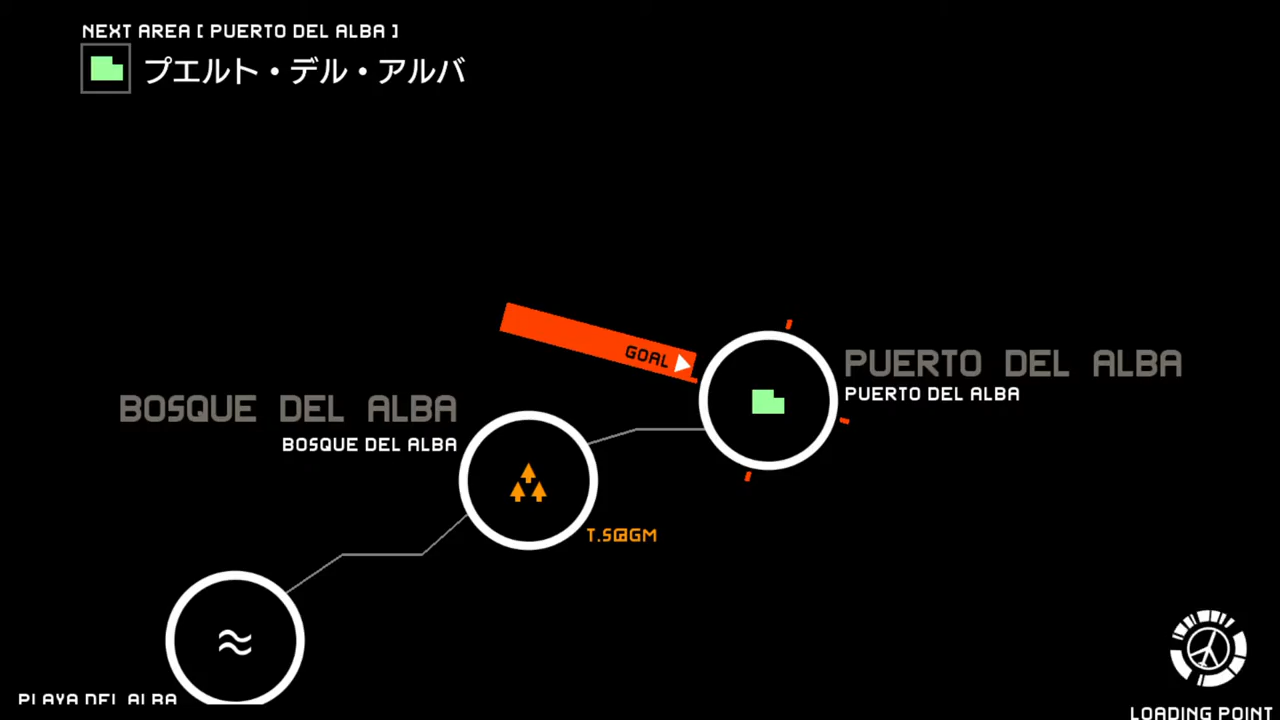 NEXT AREA [ PUERTO DEL ALBA ]
プエルト・デル・アルバ
GOAL
PUERTO DEL ALBA
PUERTO DEL ALBA
BOSQUE DEL ALBA
BOSQUE DEL ALBA
T.S@GM
PLAYA DEL ALBA
LOADING POINT